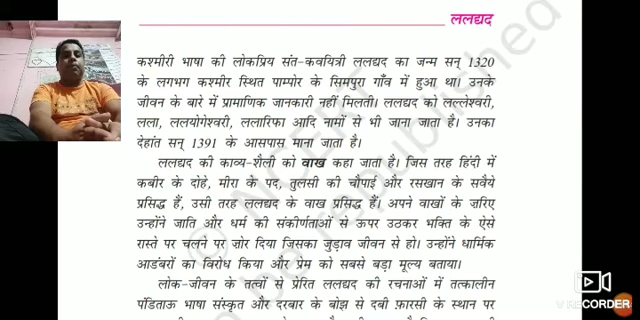 ललद्यद
कश्मीरी भाषा की लोकप्रिय संत-कवयित्री ललद्यद का जन्म सन् 1320
के लगभग कश्मीर स्थित पाम्पोर के सिमपुरा गाँव में हुआ था। उनके
जीवन के बारे में प्रामाणिक जानकारी नहीं मिलती। ललद्यद को लल्लेश्वरी,
लला, ललयोगेश्वरी, ललारिफा आदि नामों से भी जाना जाता है। उनका
देहांत सन् 1391 के आसपास माना जाता है।
ललद्यद की काव्य-शैली को वाख कहा जाता है। जिस तरह हिंदी में
कबीर के दोहे, मीरा के पद, तुलसी की चौपाई और रसखान के सवैये
प्रसिद्ध हैं, उसी तरह ललद्यद के वाख प्रसिद्ध हैं। अपने वाखों के ज़रिए
उन्होंने जाति और धर्म की संकीर्णताओं से ऊपर उठकर भक्ति के ऐसे
रास्ते पर चलने पर ज़ोर दिया जिसका जुड़ाव जीवन से हो। उन्होंने धार्मिक
आडंबरों का विरोध किया और प्रेम को सबसे बड़ा मूल्य बताया।
लोक-जीवन के तत्वों से प्रेरित ललद्यद की रचनाओं में तत्कालीन
पंडिताऊ भाषा संस्कृत और दरबार के बोझ से दबी फ़ारसी के स्थान पर
© NCERT
be republished
V RECORDER